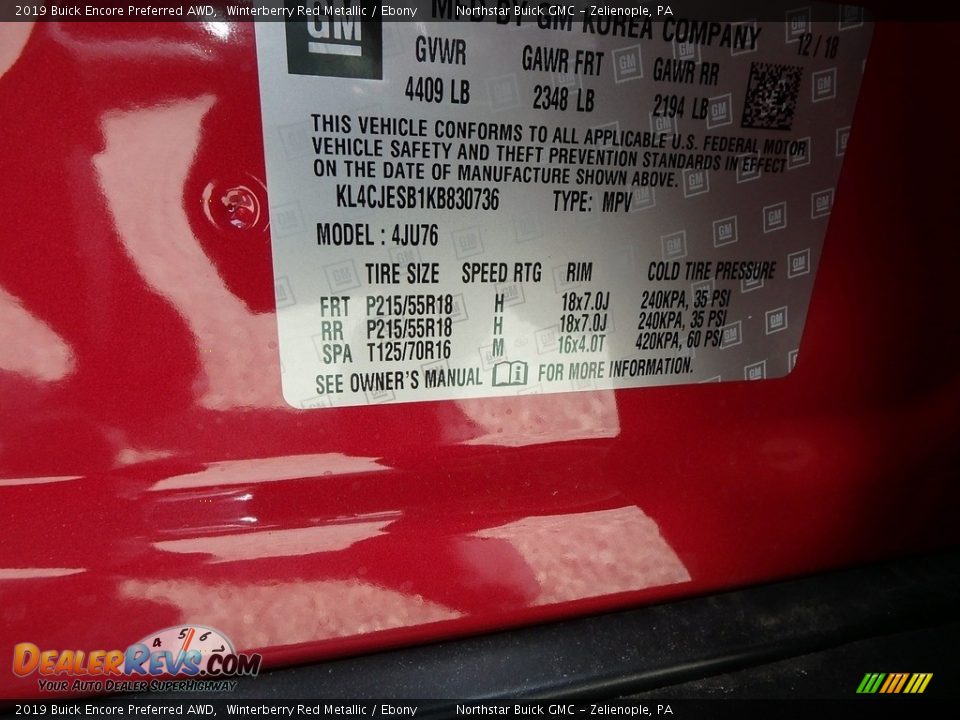 2019 Buick Encore Preferred AWD, Winterberry Red Metallic / Ebony Northstar Buick GMC - Zelienople, PA
GM
MFD BY GM KOREA COMPANY
12 / 18
GVWR GAWR FRT GAWR RR
4409 LB 2348 LB 2194 LB
THIS VEHICLE CONFORMS TO ALL APPLICABLE U.S. FEDERAL MOTOR
VEHICLE SAFETY AND THEFT PREVENTION STANDARDS IN EFFECT
ON THE DATE OF MANUFACTURE SHOWN ABOVE.
KL4CJESB1KB830736 TYPE: MPV
MODEL : 4JU76
TIRE SIZE SPEED RTG RIM COLD TIRE PRESSURE
FRT P215/55R18 H 18x7.0J 240KPA, 35 PSI
RR P215/55R18 H 18x7.0J 240KPA, 35 PSI
SPA T125/70R16 M 16x4.0T 420KPA, 60 PSI
SEE OWNER'S MANUAL FOR MORE INFORMATION.
4 5 6
DEALERREVS.COM
YOUR AUTO DEALER SUPERHIGHWAY
2019 Buick Encore Preferred AWD, Winterberry Red Metallic / Ebony Northstar Buick GMC - Zelienople, PA